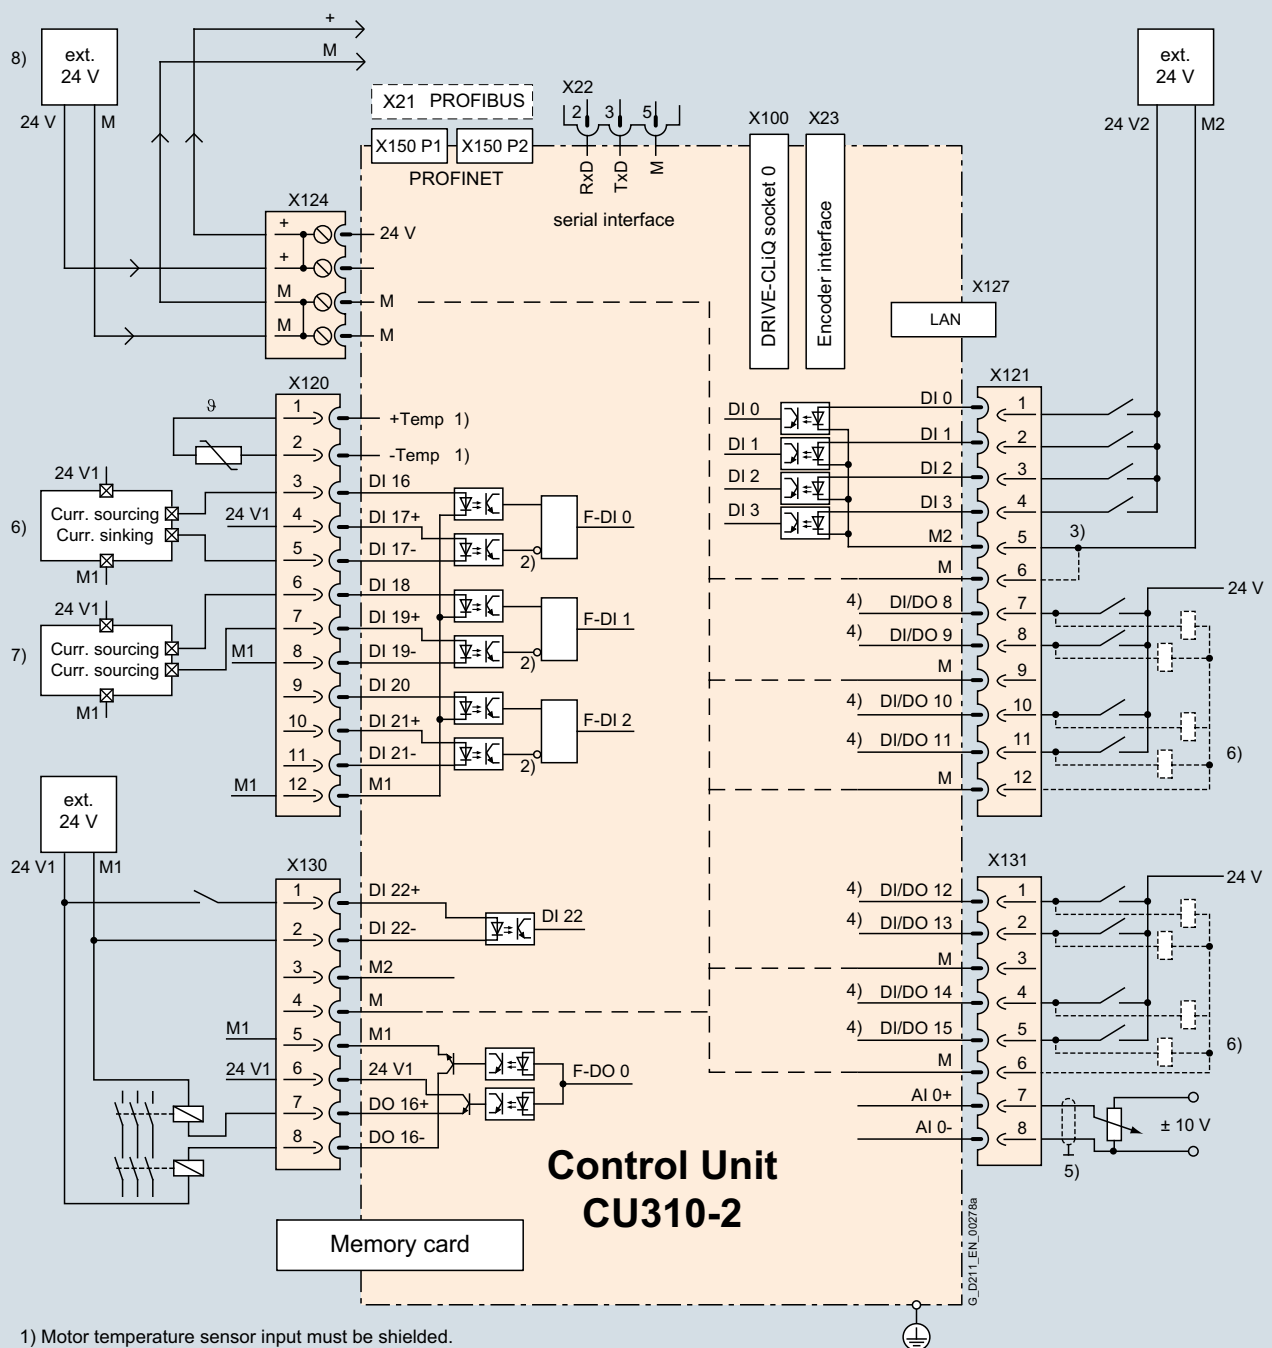 8)
ext.
24 V
24 V
M
+
M
X21 PROFIBUS
X150 P1
X150 P2
PROFINET
X22
2
3
5
RxD
TxD
M
serial interface
X100
X23
DRIVE-CLiQ socket 0
Encoder interface
ext.
24 V
24 V2
M2
X127
LAN
X124
+
24 V
+
M
M
M
M
X120
ϑ
1
+Temp 1)
2
-Temp 1)
24 V1
3
DI 16
6)
Curr. sourcing
Curr. sinking
24 V1
4
DI 17+
F-DI 0
5
DI 17-
2)
M1
6
DI 18
24 V1
7
DI 19+
F-DI 1
7)
Curr. sourcing
Curr. sourcing
M1
8
DI 19-
2)
9
DI 20
M1
10
DI 21+
F-DI 2
11
DI 21-
2)
M1
12
M1
ext.
24 V
24 V1
M1
X130
1
DI 22+
DI 22
2
DI 22-
3
M2
4
M
M1
5
M1
24 V1
6
24 V1
F-DO 0
7
DO 16+
8
DO 16-
X121
DI 0
DI 0
1
DI 1
DI 1
2
DI 2
DI 2
3
DI 3
DI 3
4
M2
5
3)
M
6
24 V
4)
DI/DO 8
7
4)
DI/DO 9
8
M
9
4)
DI/DO 10
10
4)
DI/DO 11
11
6)
M
12
X131
24 V
4)
DI/DO 12
1
4)
DI/DO 13
2
M
3
4)
DI/DO 14
4
4)
DI/DO 15
5
6)
M
6
AI 0+
7
± 10 V
AI 0-
8
5)
Control Unit
CU310-2
Memory card
G_D211_EN_00278a
1) Motor temperature sensor input must be shielded.